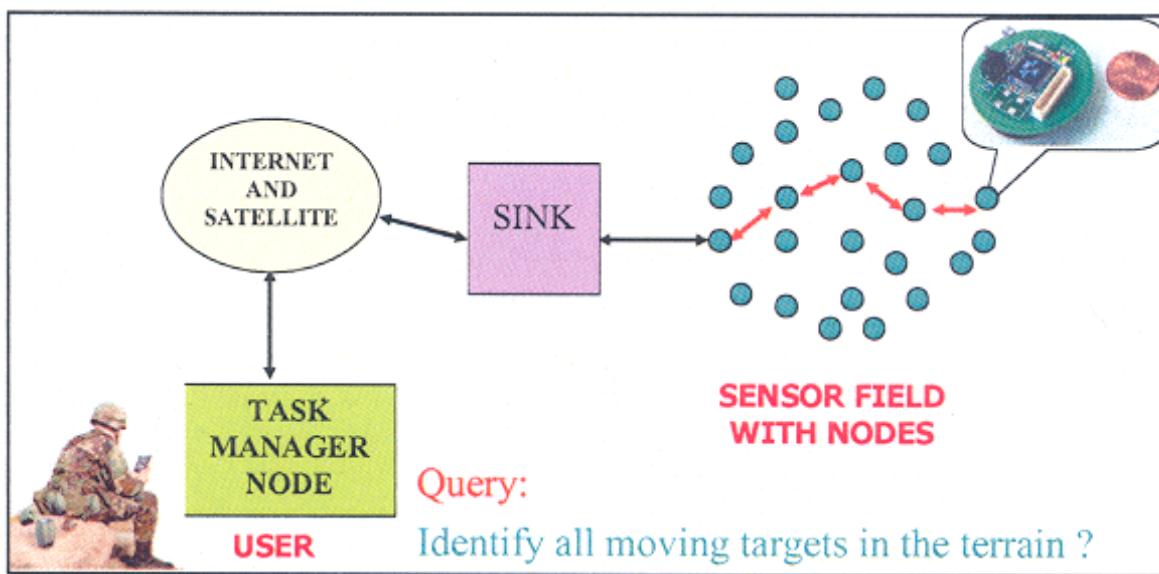 INTERNET
AND
SATELLITE
SINK
TASK
MANAGER
NODE
USER
SENSOR FIELD
WITH NODES
Query:
Identify all moving targets in the terrain ?